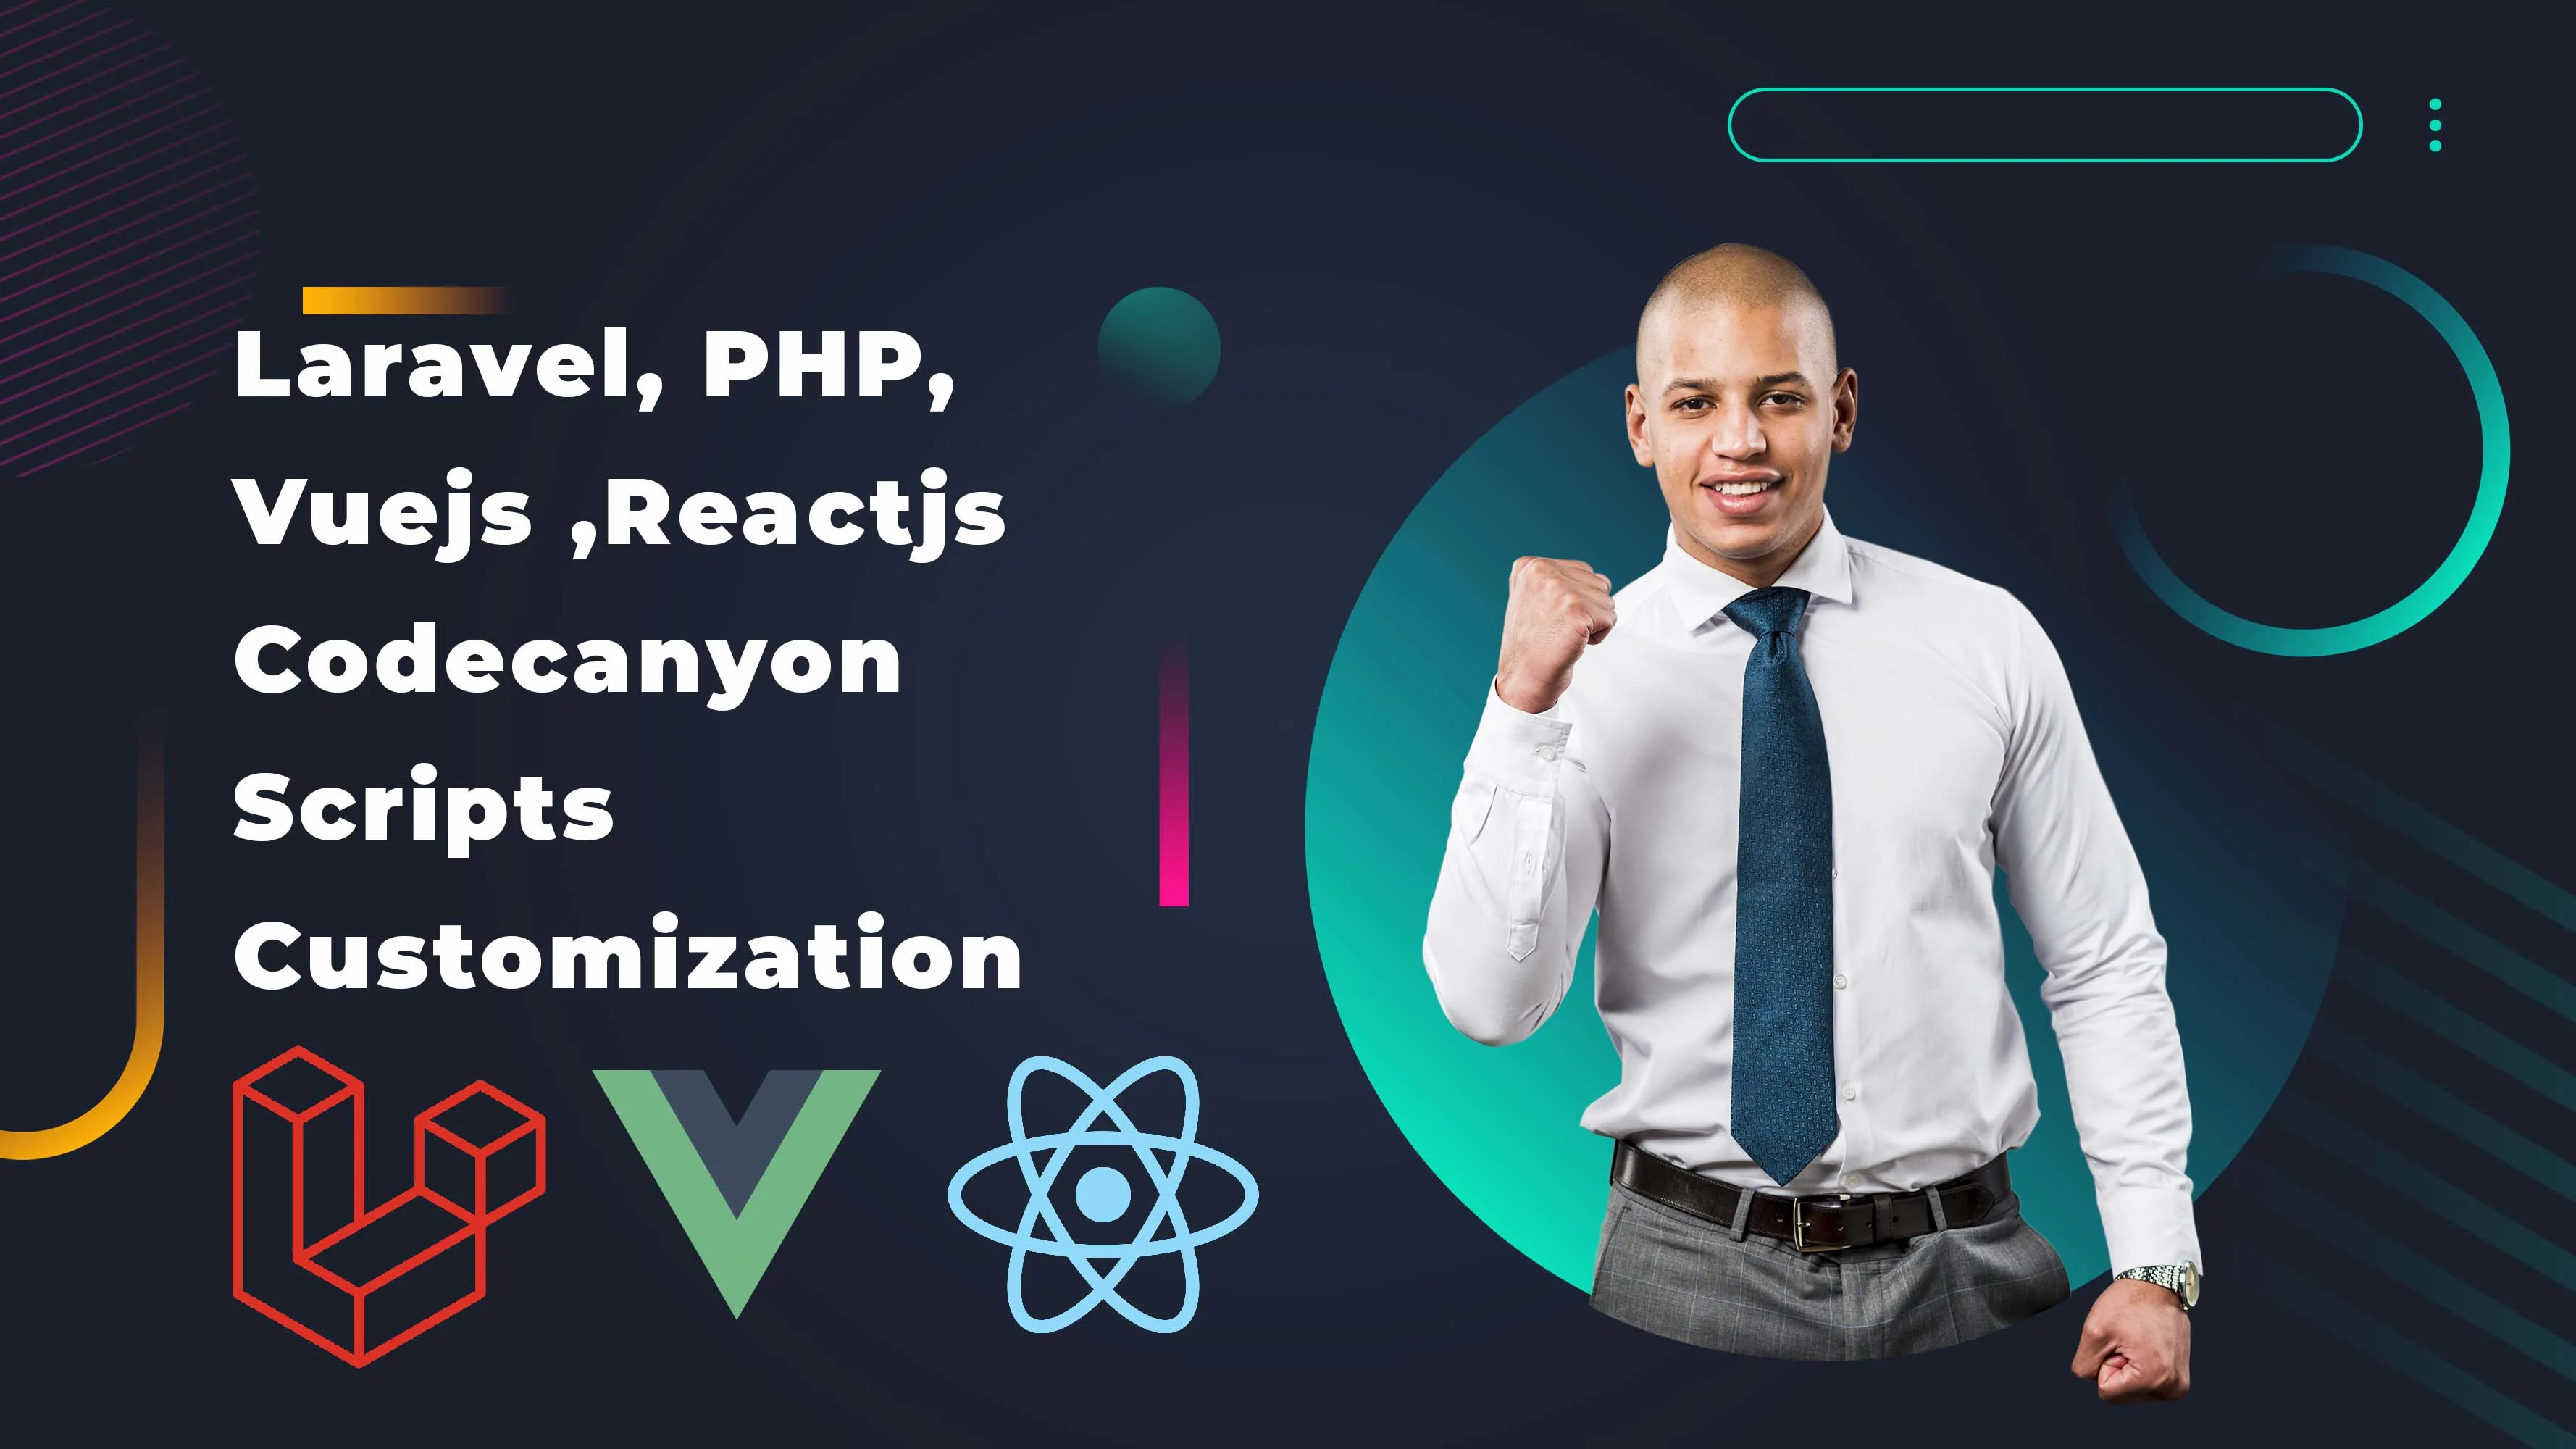 Laravel, PHP,
Vuejs ,Reactjs
Codecanyon
Scripts
Customization